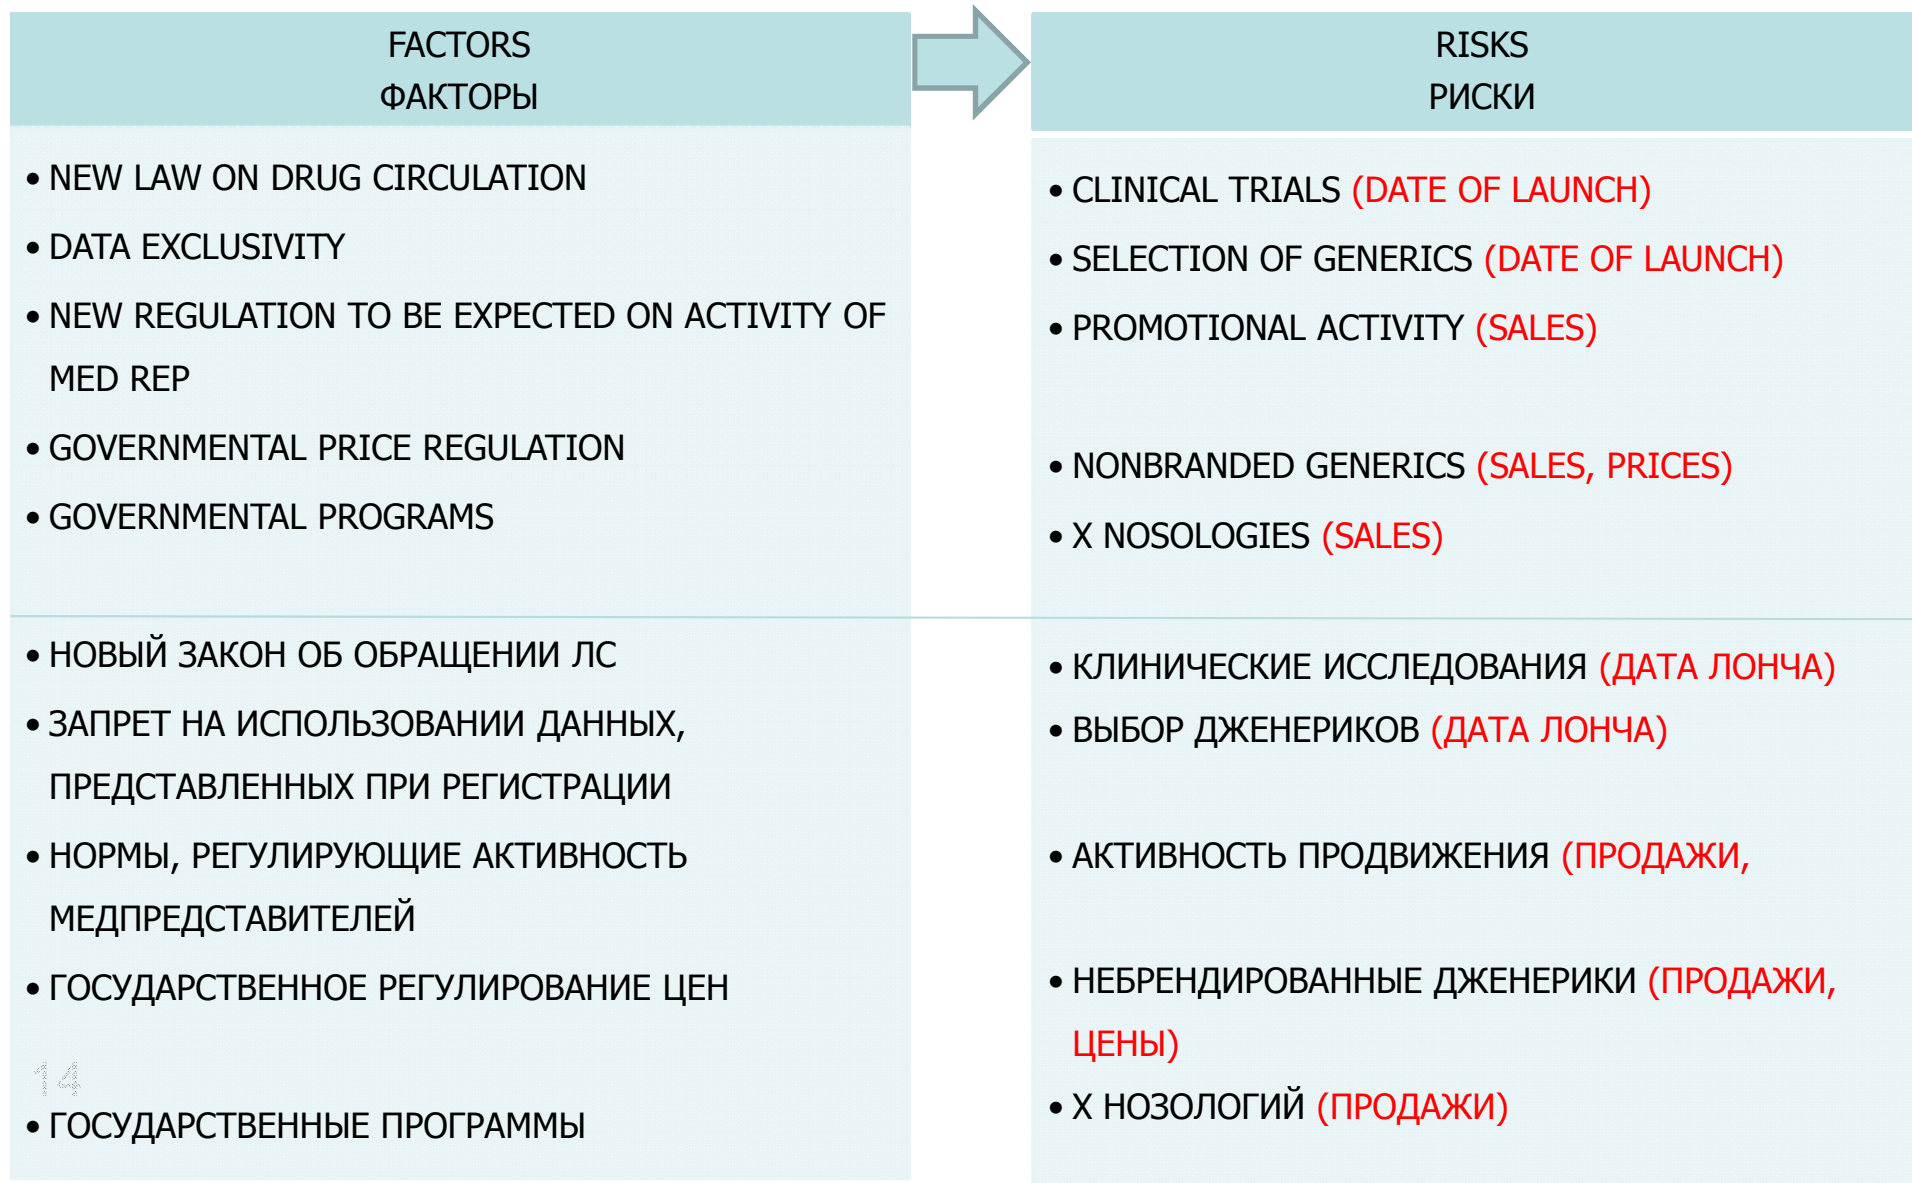 FACTORS
ФАКТОРЫ
• NEW LAW ON DRUG CIRCULATION
• DATA EXCLUSIVITY
• NEW REGULATION TO BE EXPECTED ON ACTIVITY OF
MED REP
• GOVERNMENTAL PRICE REGULATION
• GOVERNMENTAL PROGRAMS
• НОВЫЙ ЗАКОН ОБ ОБРАЩЕНИИ ЛС
• ЗАПРЕТ НА ИСПОЛЬЗОВАНИИ ДАННЫХ,
ПРЕДСТАВЛЕННЫХ ПРИ РЕГИСТРАЦИИ
• НОРМЫ, РЕГУЛИРУЮЩИЕ АКТИВНОСТЬ
МЕДПРЕДСТАВИТЕЛЕЙ
• ГОСУДАРСТВЕННОЕ РЕГУЛИРОВАНИЕ ЦЕН
14
• ГОСУДАРСТВЕННЫЕ ПРОГРАММЫ
RISKS
РИСКИ
• CLINICAL TRIALS (DATE OF LAUNCH)
• SELECTION OF GENERICS (DATE OF LAUNCH)
• PROMOTIONAL ACTIVITY (SALES)
• NONBRANDED GENERICS (SALES, PRICES)
• X NOSOLOGIES (SALES)
• КЛИНИЧЕСКИЕ ИССЛЕДОВАНИЯ (ДАТА ЛОНЧА)
• ВЫБОР ДЖЕНЕРИКОВ (ДАТА ЛОНЧА)
• АКТИВНОСТЬ ПРОДВИЖЕНИЯ (ПРОДАЖИ,
• НЕБРЕНДИРОВАННЫЕ ДЖЕНЕРИКИ (ПРОДАЖИ,
ЦЕНЫ)
• Х НОЗОЛОГИЙ (ПРОДАЖИ)